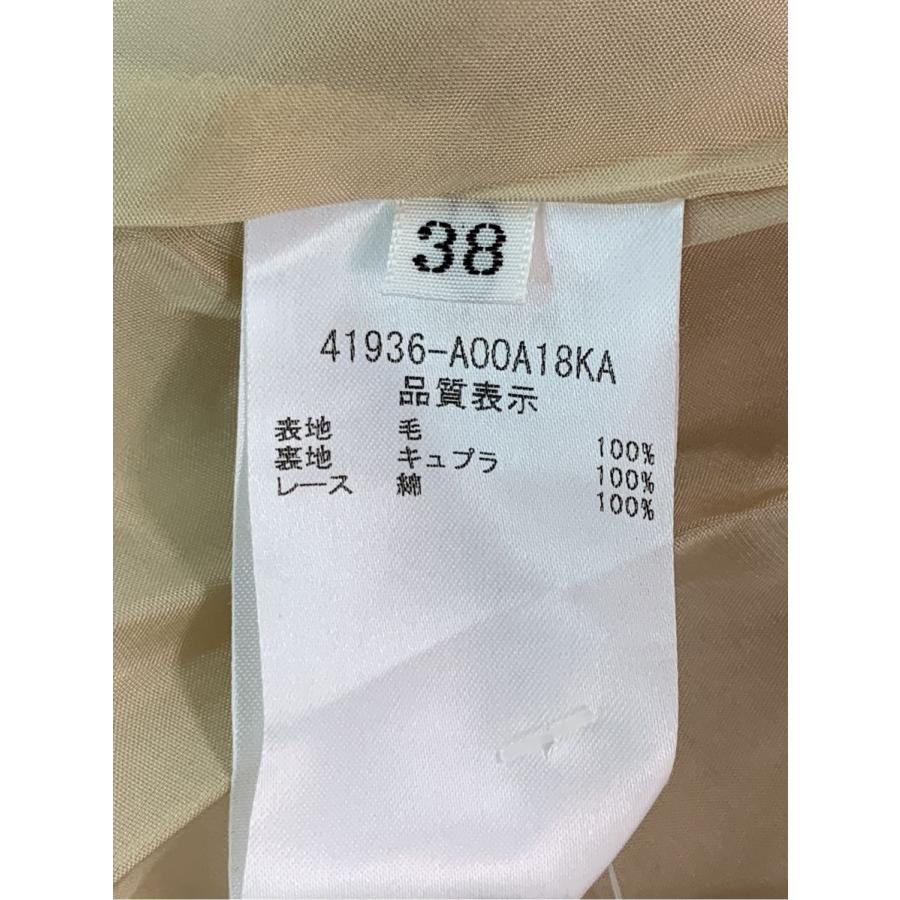 38
41936-A00A18KA
品質表示
表地 毛 100%
裏地 キュプラ 100%
レース 綿 100%